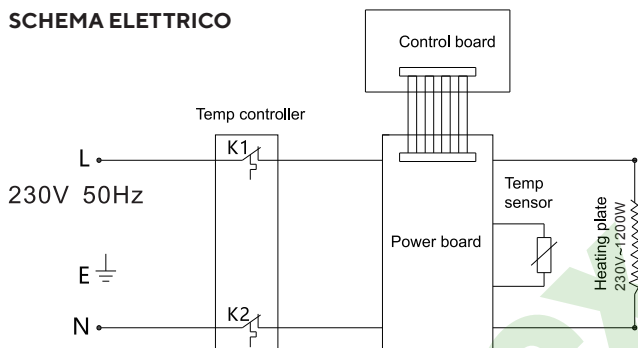 SCHEMA ELETTRICO
Control board
Temp controller
K1
L
230V 50Hz
Temp
sensor
Heating plate
230V~1200W
Power board
E
K2
N